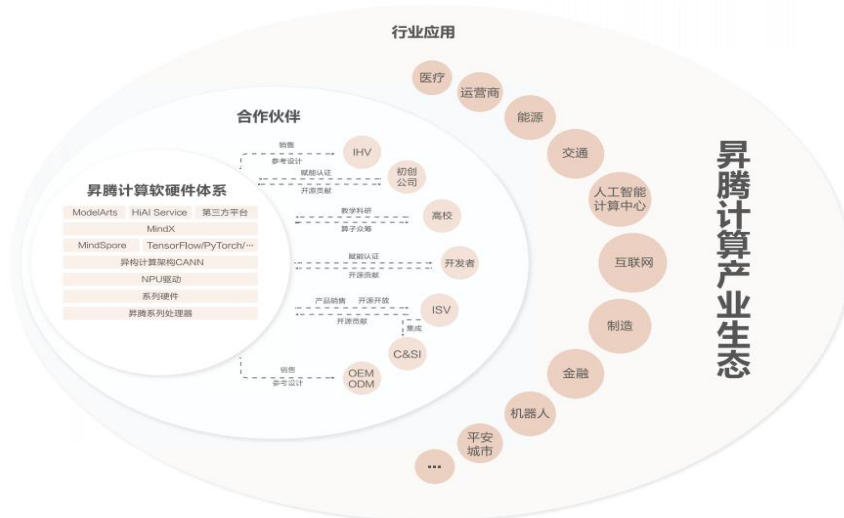 行业应用
医疗
运营商
能源
交通
人工智能
计算中心
互联网
制造
金融
机器人
平安
城市
...
合作伙伴
销售
参考设计
IHV
赋能认证
开源贡献
初创
公司
教学科研
算子众筹
高校
赋能认证
开源贡献
开发者
产品销售 开源开放
开源贡献
ISV
集成
C&SI
销售
参考设计
OEM
ODM
昇腾计算软硬件体系
ModelArts HiAI Service 第三方平台
MindX
MindSpore TensorFlow/PyTorch/···
异构计算架构CANN
NPU驱动
系列硬件
昇腾系列处理器
昇腾计算产业生态